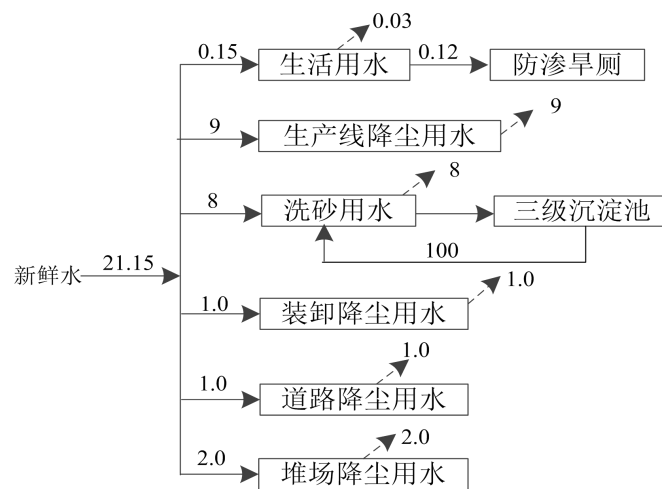 0.03
0.15 生活用水 0.12 防渗旱厕
9 生产线降尘用水 9
8 洗砂用水 8 三级沉淀池
100
新鲜水 21.15
1.0 装卸降尘用水 1.0
1.0 道路降尘用水 1.0
2.0 堆场降尘用水 2.0